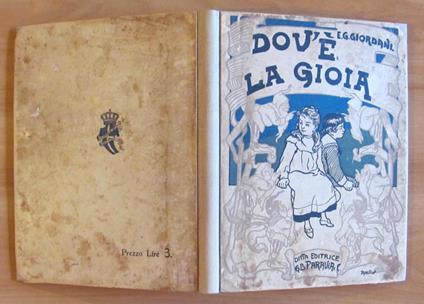 Prezzo Lire 3.
E.G. GIORDANI.
DOV'È
LA GIOIA
DITTA EDITRICE
G.B. PARAVIA & C.